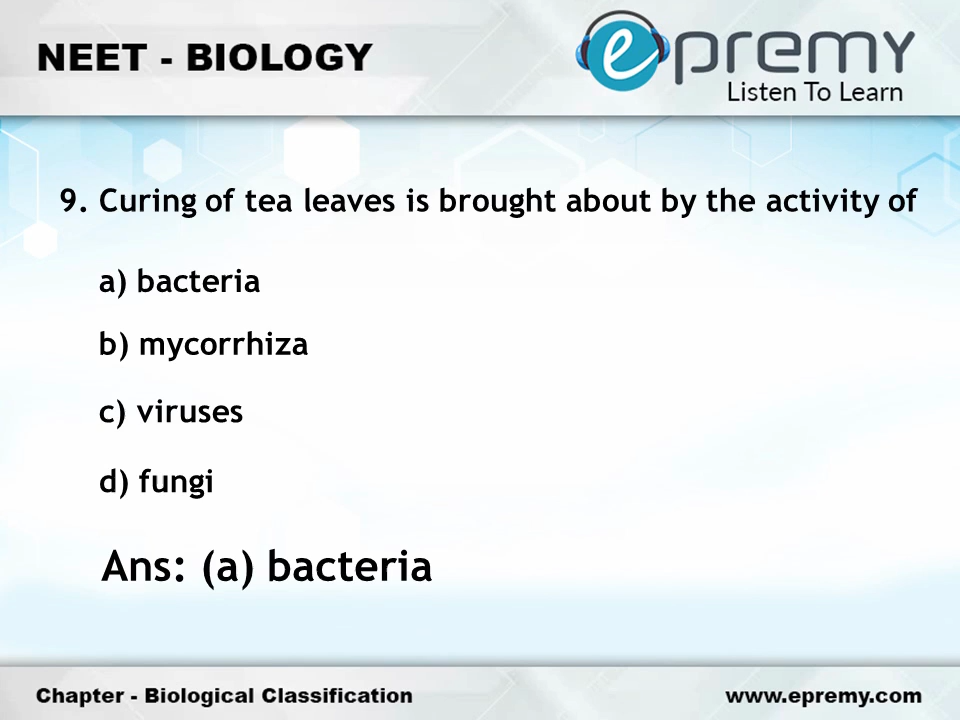 NEET - BIOLOGY
epremy
Listen To Learn
9. Curing of tea leaves is brought about by the activity of
a) bacteria
b) mycorrhiza
c) viruses
d) fungi
Ans: (a) bacteria
Chapter - Biological Classification
www.epremy.com